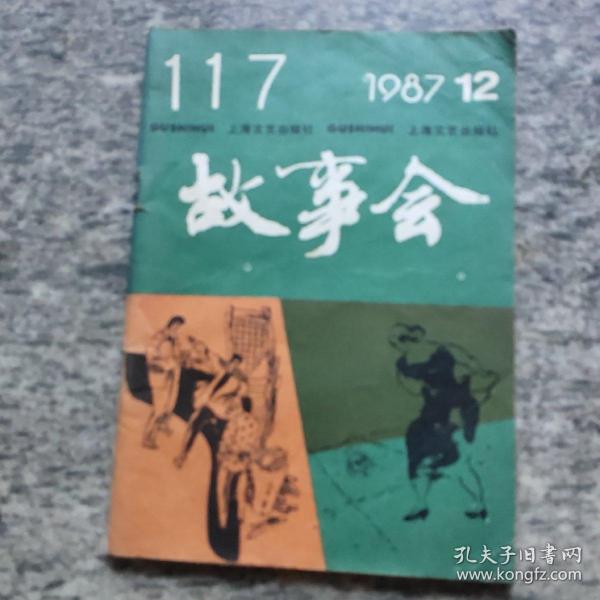 117 1987 12
GUSHIHUI 上海文艺出版社 GUSHIHUI 上海文艺出版社
故事会
孔夫子旧书网
www.kongfz.com